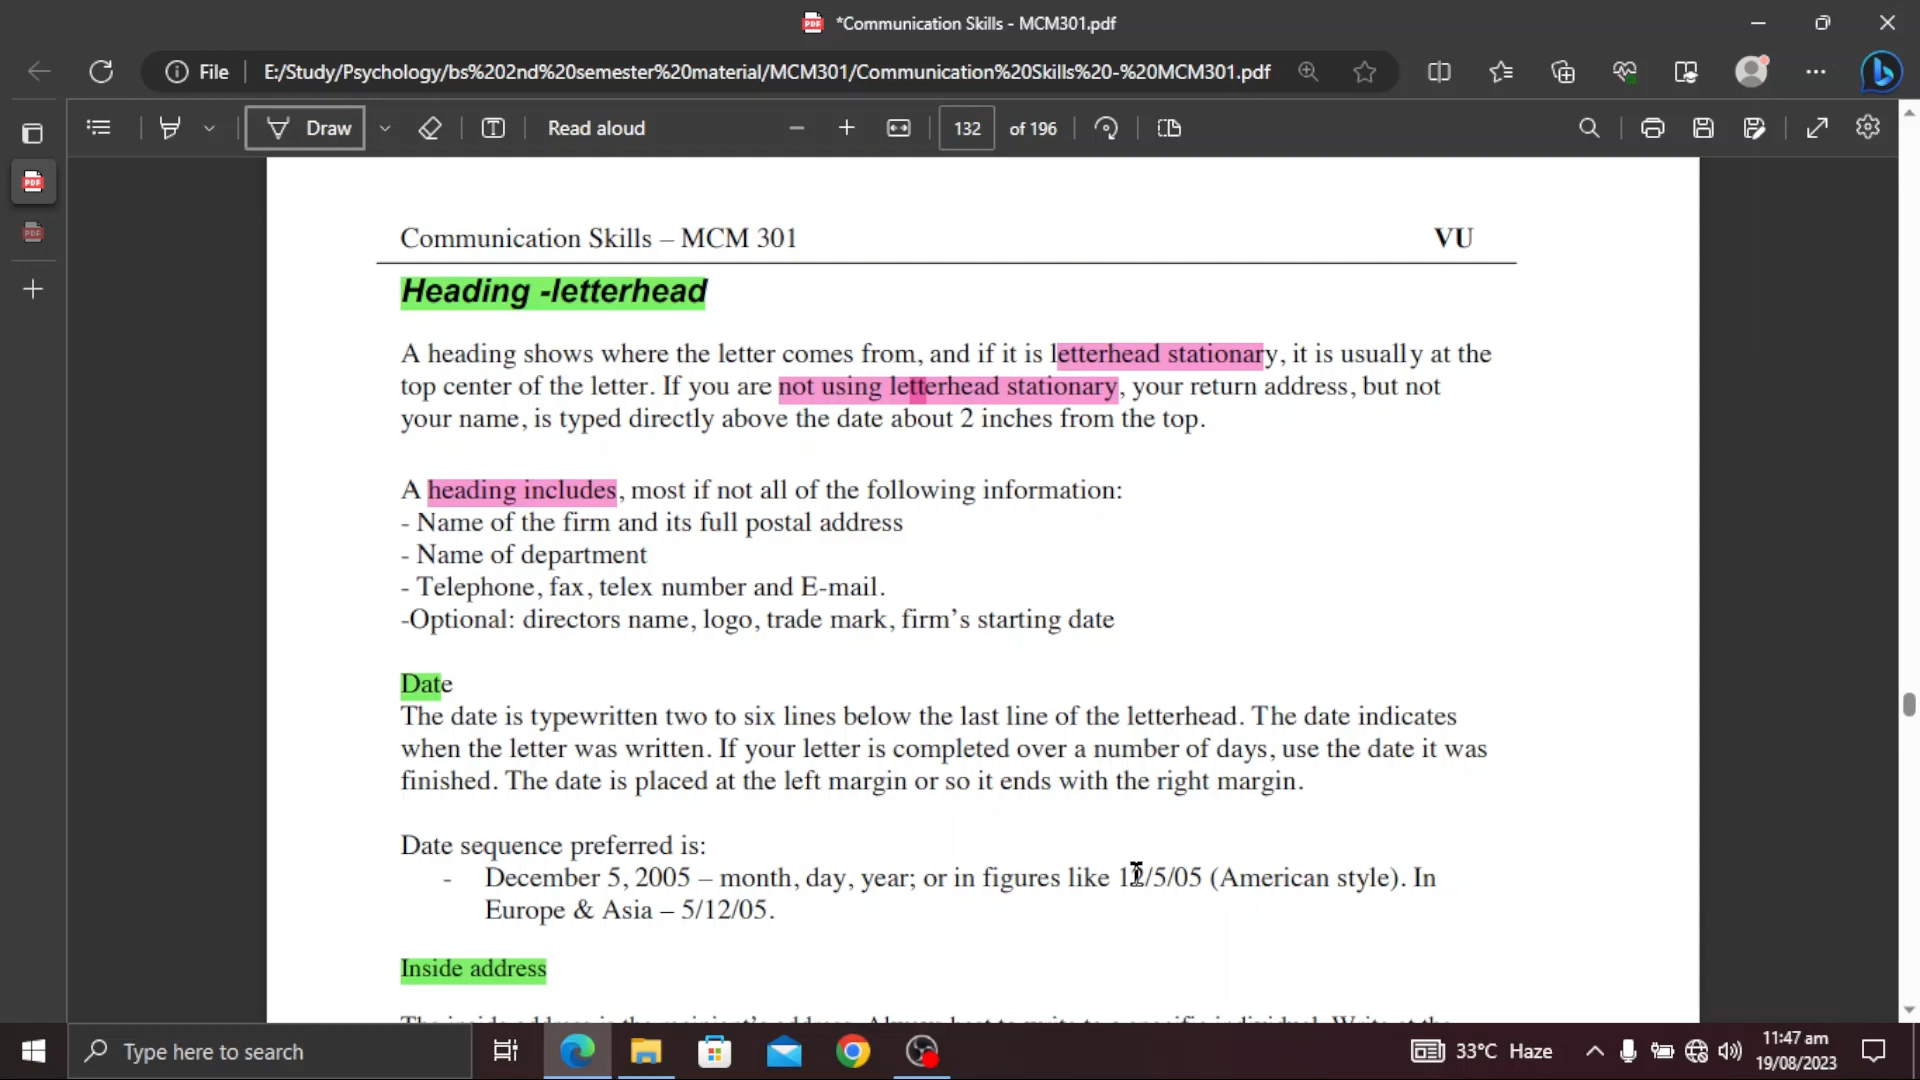 *Communication Skills - MCM301.pdf
File
E:/Study/Psychology/bs%202nd%20semester%20material/MCM301/Communication%20Skills%20-%20MCM301.pdf
Draw
Read aloud
132
of 196
Communication Skills – MCM 301
VU
Heading -letterhead
A heading shows where the letter comes from, and if it is letterhead stationary, it is usually at the
top center of the letter. If you are not using letterhead stationary, your return address, but not
your name, is typed directly above the date about 2 inches from the top.
A heading includes, most if not all of the following information:
- Name of the firm and its full postal address
- Name of department
- Telephone, fax, telex number and E-mail.
-Optional: directors name, logo, trade mark, firm’s starting date
Date
The date is typewritten two to six lines below the last line of the letterhead. The date indicates
when the letter was written. If your letter is completed over a number of days, use the date it was
finished. The date is placed at the left margin or so it ends with the right margin.
Date sequence preferred is:
- December 5, 2005 – month, day, year; or in figures like 12/5/05 (American style). In
Europe & Asia – 5/12/05.
Inside address
Type here to search
33°C Haze
11:47 am
19/08/2023